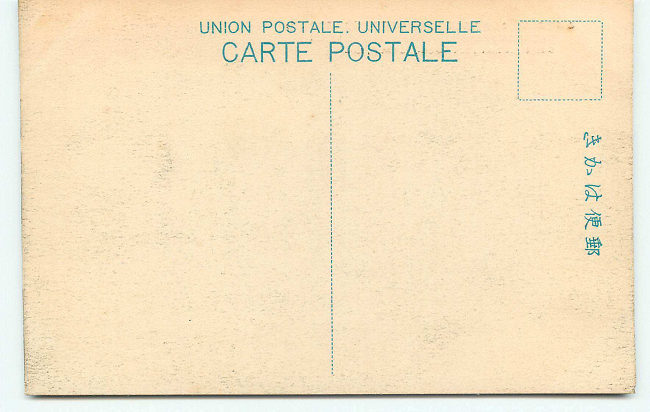 UNION POSTALE. UNIVERSELLE
CARTE POSTALE
郵便はかき